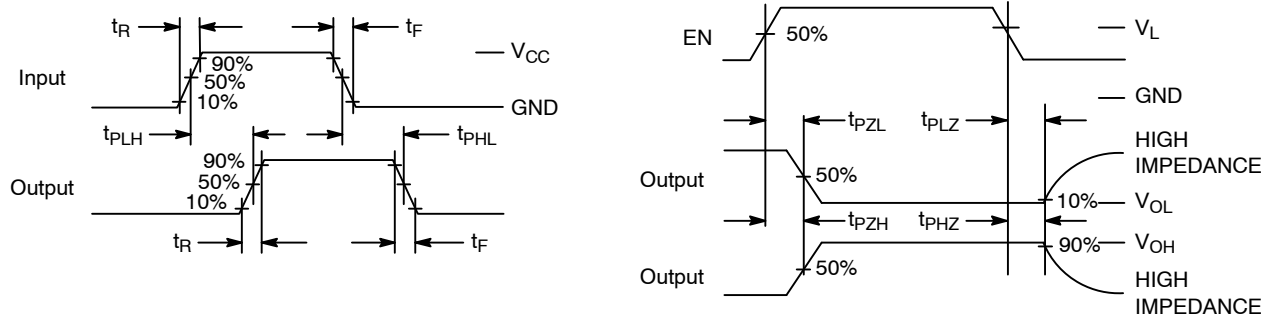 tR
tF
VCC
Input
90%
50%
10%
GND
tPLH
tPHL
Output
90%
50%
10%
tR
tF
EN
50%
VL
GND
tPZL
tPLZ
HIGH
IMPEDANCE
Output
50%
10%
VOL
tPZH
tPHZ
VOH
90%
Output
50%
HIGH
IMPEDANCE